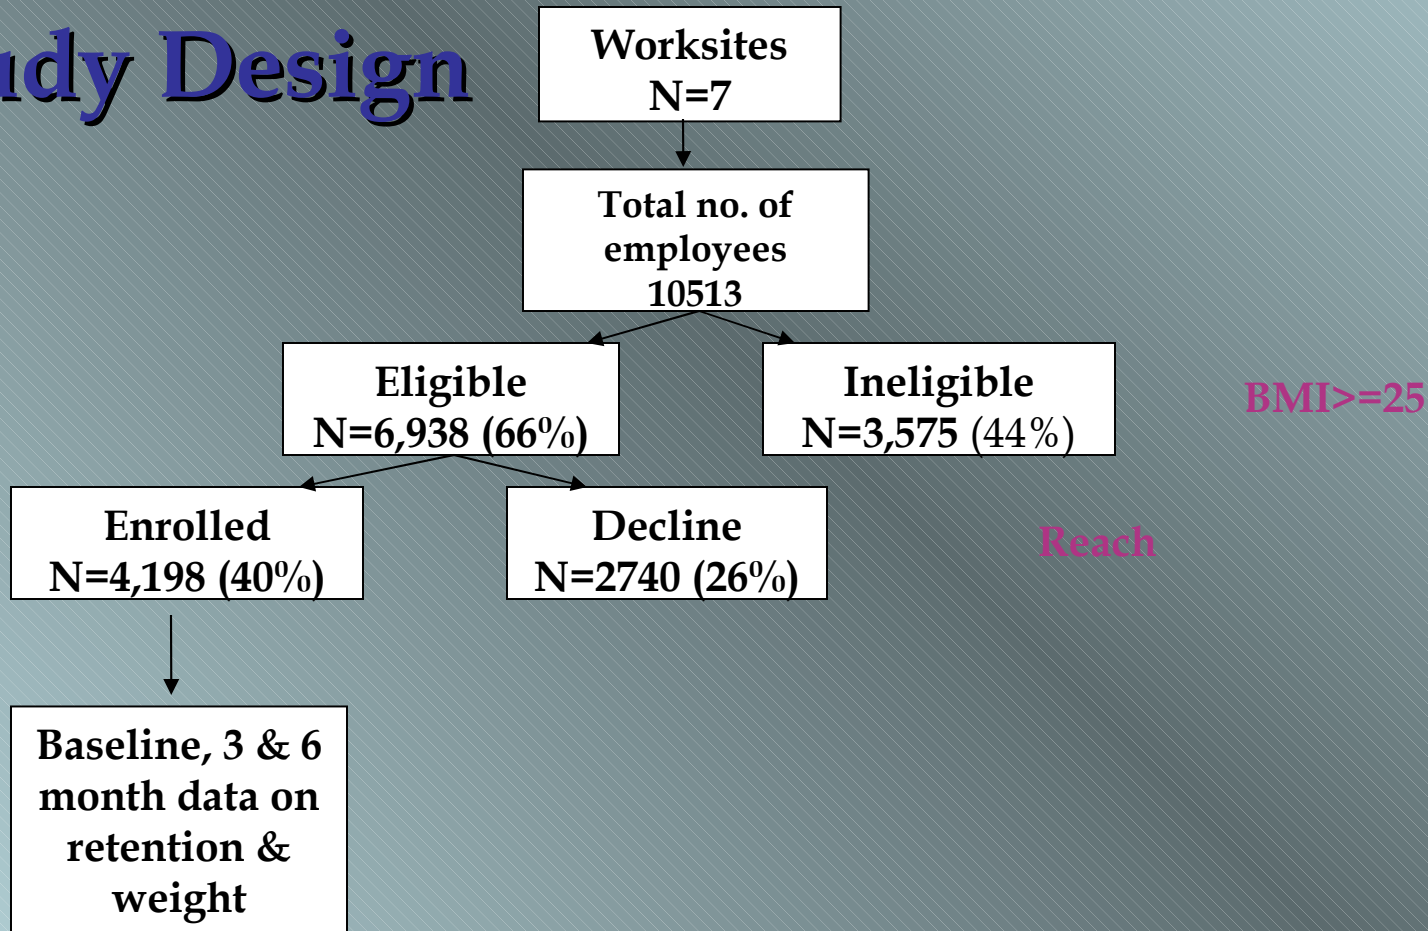 udy Design
Worksites
N=7
Total no. of
employees
10513
Eligible
N=6,938 (66%)
Ineligible
N=3,575 (44%)
BMI>=25
Enrolled
N=4,198 (40%)
Decline
N=2740 (26%)
Reach
Baseline, 3 & 6
month data on
retention &
weight